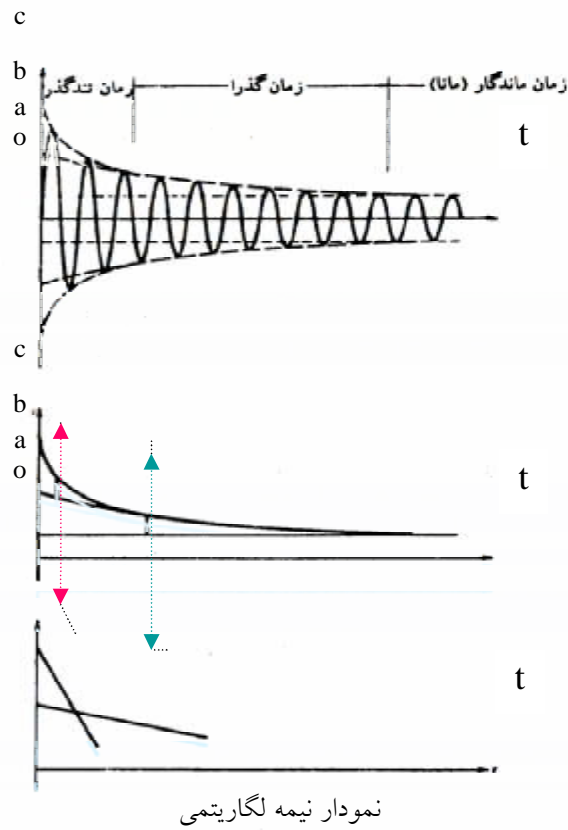 c
b
زمان تندگذر زمان گذرا زمان ماندگار (مانا)
a
o
t
c
b
a
o
t
t
نمودار نیمه لگاریتمی